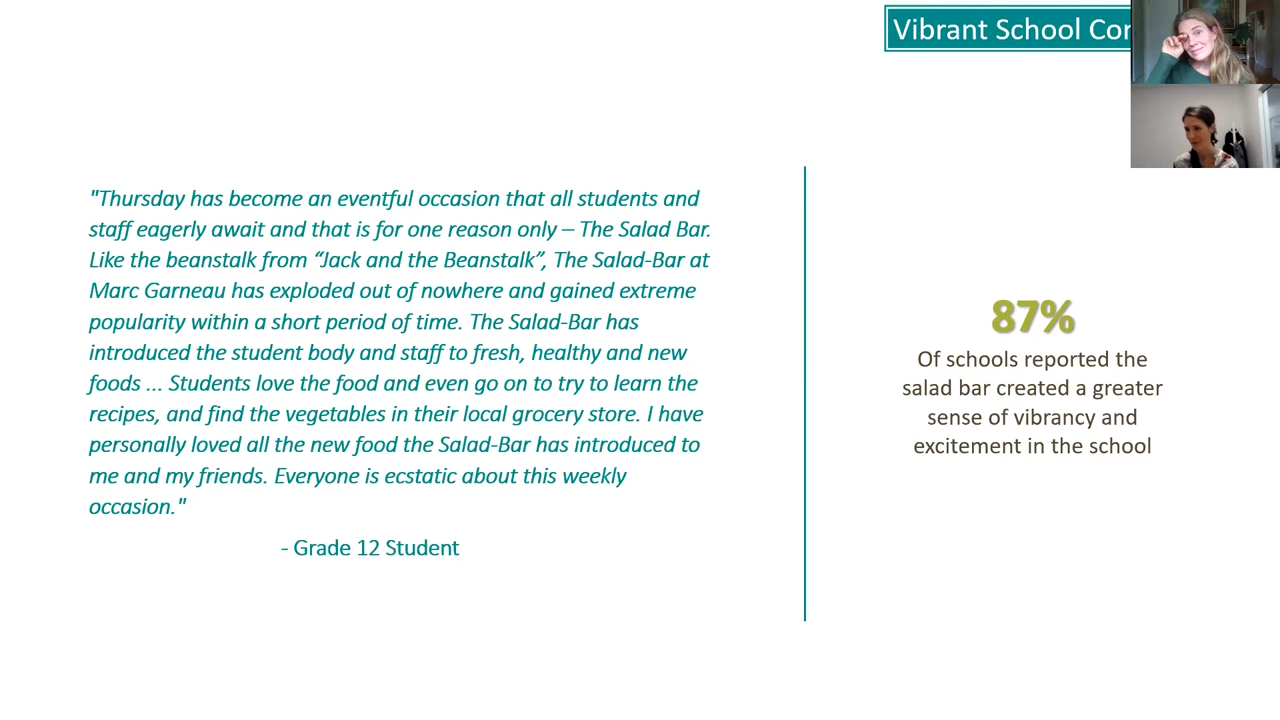 Vibrant School
"Thursday has become an eventful occasion that all students and
staff eagerly await and that is for one reason only – The Salad Bar.
Like the beanstalk from “Jack and the Beanstalk”, The Salad-Bar at
Marc Garneau has exploded out of nowhere and gained extreme
popularity within a short period of time. The Salad-Bar has
introduced the student body and staff to fresh, healthy and new
foods ... Students love the food and even go on to try to learn the
recipes, and find the vegetables in their local grocery store. I have
personally loved all the new food the Salad-Bar has introduced to
me and my friends. Everyone is ecstatic about this weekly
occasion."
- Grade 12 Student
87%
Of schools reported the
salad bar created a greater
sense of vibrancy and
excitement in the school